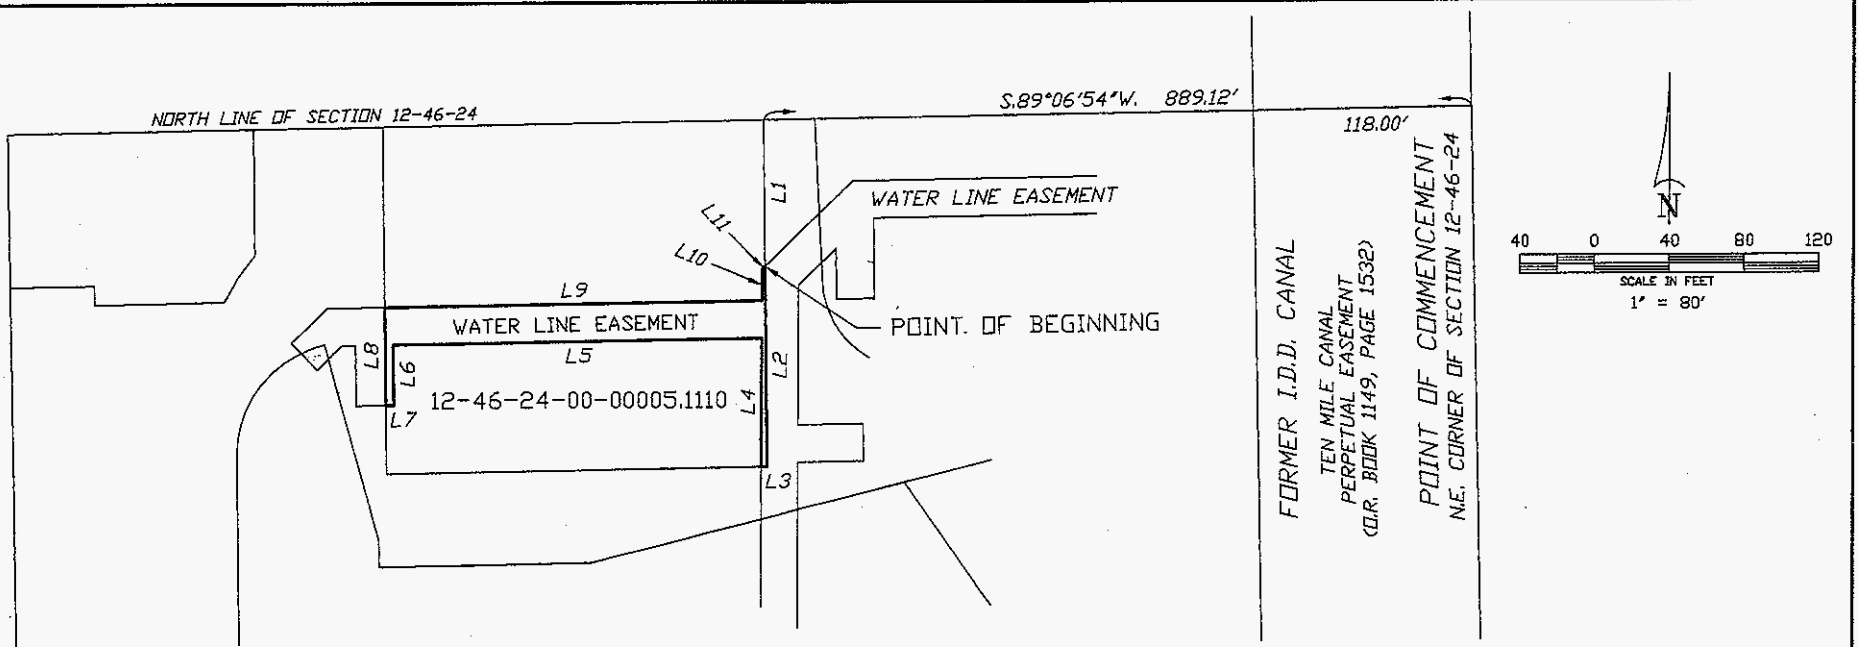 NORTH LINE OF SECTION 12-46-24
S.89°06'54"W. 889.12'
118.00'
L1
WATER LINE EASEMENT
L11
L10
L9
WATER LINE EASEMENT
POINT. OF BEGINNING
L5
L8
L6
L7
12-46-24-00-00005.1110
L4
L2
L3
FORMER I.D.D. CANAL
TEN MILE CANAL
PERPETUAL EASEMENT
(O.R. BOOK 1149, PAGE 1532)
POINT OF COMMENCEMENT
N.E. CORNER OF SECTION 12-46-24
N
40 0 40 80 120
SCALE IN FEET
1" = 80'